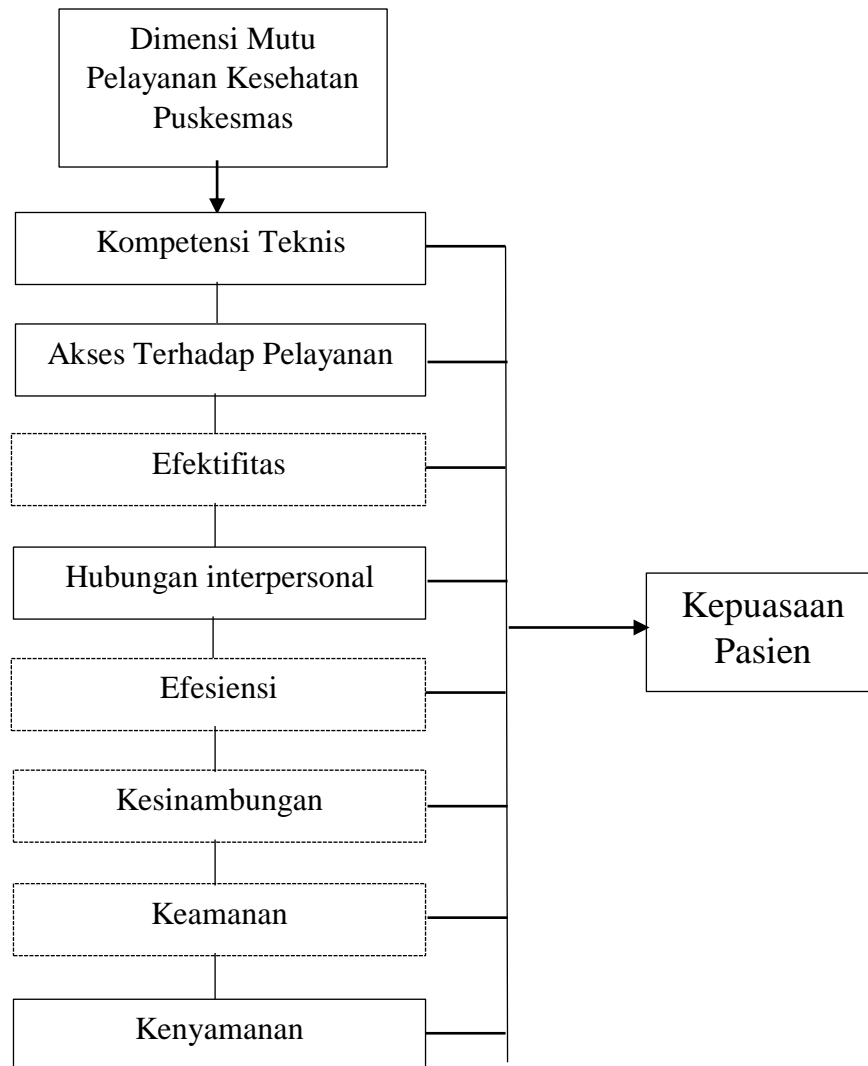 Dimensi Mutu
Pelayanan Kesehatan
Puskesmas
Kompetensi Teknis
Akses Terhadap Pelayanan
Efektifitas
Hubungan interpersonal
Efesiensi
Kesinambungan
Keamanan
Kenyamanan
Kepuasaan
Pasien